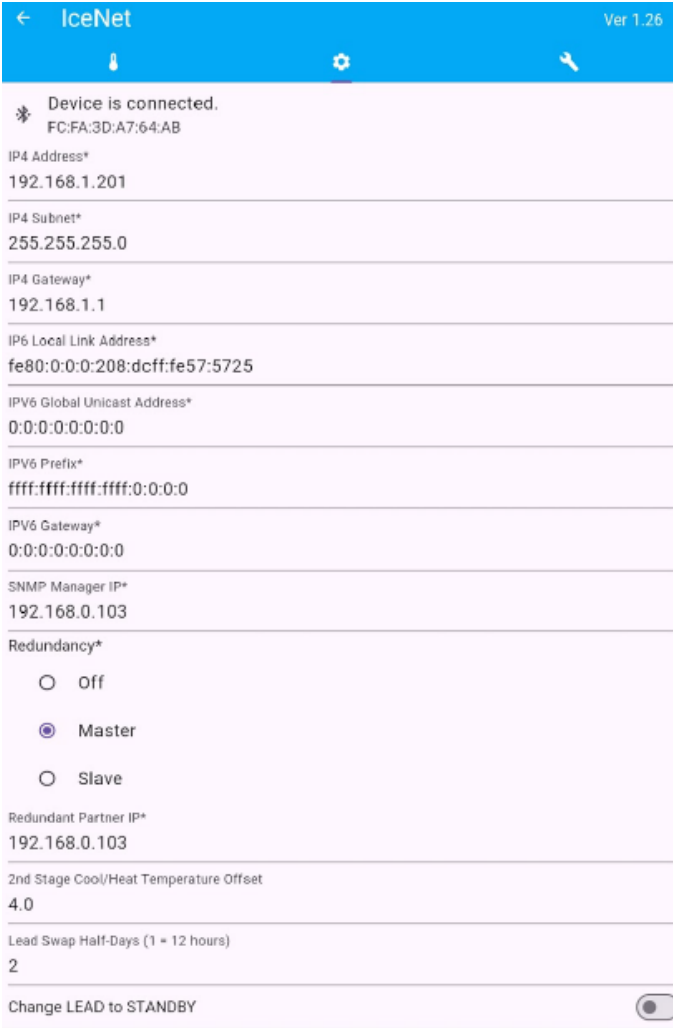 IceNet
Ver 1.26
Device is connected.
FC:FA:3D:A7:64:AB
IP4 Address*
192.168.1.201
IP4 Subnet*
255.255.255.0
IP4 Gateway*
192.168.1.1
IP6 Local Link Address*
fe80:0:0:0:208:dcff:fe57:5725
IPV6 Global Unicast Address*
0:0:0:0:0:0:0:0
IPV6 Prefix*
ffff:ffff:ffff:ffff:0:0:0:0
IPV6 Gateway*
0:0:0:0:0:0:0:0
SNMP Manager IP*
192.168.0.103
Redundancy*
Off
Master
Slave
Redundant Partner IP*
192.168.0.103
2nd Stage Cool/Heat Temperature Offset
4.0
Lead Swap Half-Days (1 = 12 hours)
2
Change LEAD to STANDBY